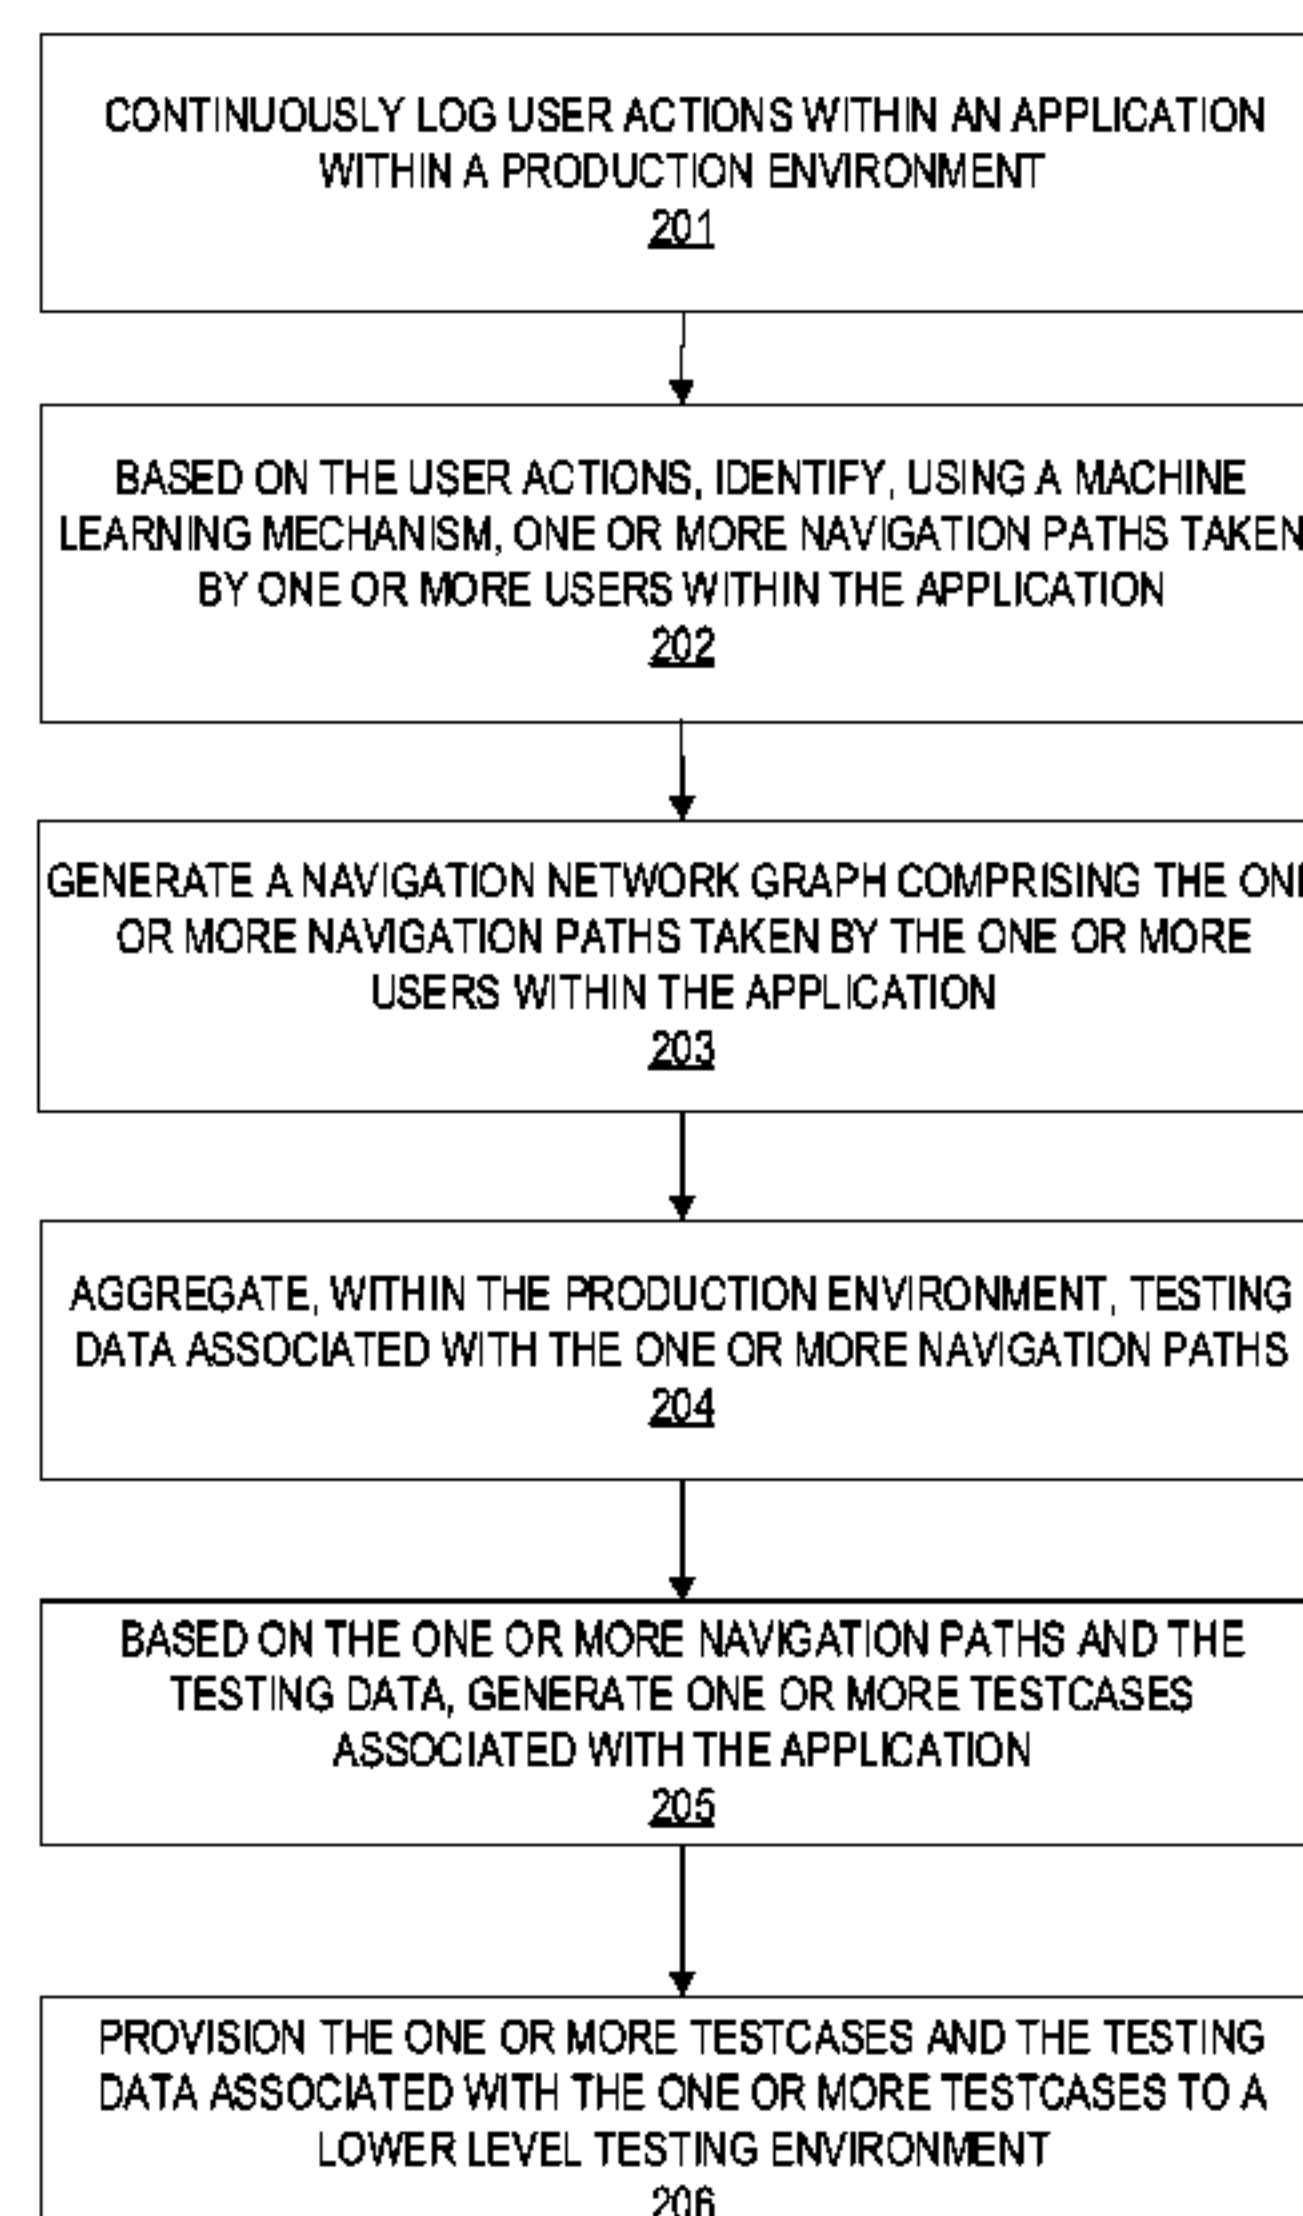 CONTINUOUSLY LOG USER ACTIONS WITHIN AN APPLICATION
WITHIN A PRODUCTION ENVIRONMENT
201
BASED ON THE USER ACTIONS, IDENTIFY, USING A MACHINE
LEARNING MECHANISM, ONE OR MORE NAVIGATION PATHS TAKEN
BY ONE OR MORE USERS WITHIN THE APPLICATION
202
GENERATE A NAVIGATION NETWORK GRAPH COMPRISING THE ONE
OR MORE NAVIGATION PATHS TAKEN BY THE ONE OR MORE
USERS WITHIN THE APPLICATION
203
AGGREGATE, WITHIN THE PRODUCTION ENVIRONMENT, TESTING
DATA ASSOCIATED WITH THE ONE OR MORE NAVIGATION PATHS
204
BASED ON THE ONE OR MORE NAVIGATION PATHS AND THE
TESTING DATA, GENERATE ONE OR MORE TESTCASES
ASSOCIATED WITH THE APPLICATION
205
PROVISION THE ONE OR MORE TESTCASES AND THE TESTING
DATA ASSOCIATED WITH THE ONE OR MORE TESTCASES TO A
LOWER LEVEL TESTING ENVIRONMENT
206